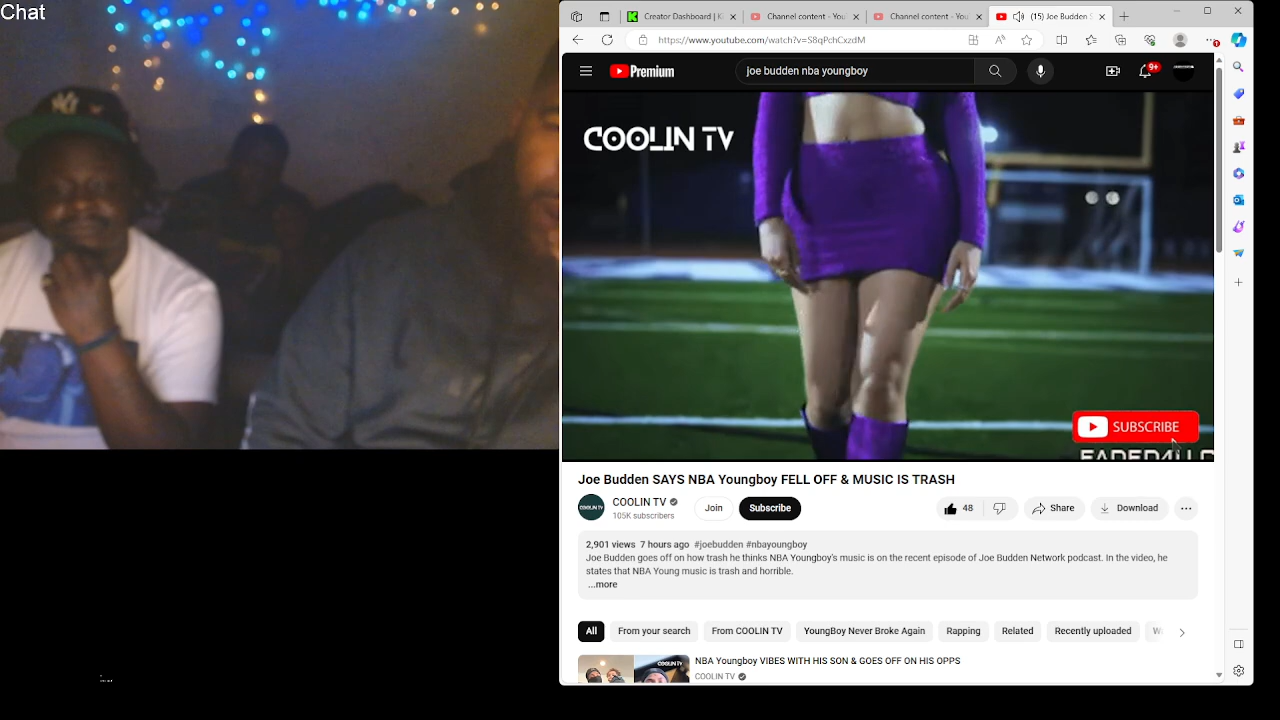 Chat
Creator Dashboard | K
Channel content - You
Channel content - You
(15) Joe Budden S
https://www.youtube.com/watch?v=S8qPchCxzdM
Premium
joe budden nba youngboy
9+
COOLIN TV
SUBSCRIBE
Joe Budden SAYS NBA Youngboy FELL OFF & MUSIC IS TRASH
COOLIN TV
105K subscribers
Join
Subscribe
48
Share
Download
2,901 views 7 hours ago #joebudden #nbayoungboy
Joe Budden goes off on how trash he thinks NBA Youngboy's music is on the recent episode of Joe Budden Network podcast. In the video, he
states that NBA Young music is trash and horrible.
...more
All
From your search
From COOLIN TV
YoungBoy Never Broke Again
Rapping
Related
Recently uploaded
NBA Youngboy VIBES WITH HIS SON & GOES OFF ON HIS OPPS
COOLIN TV